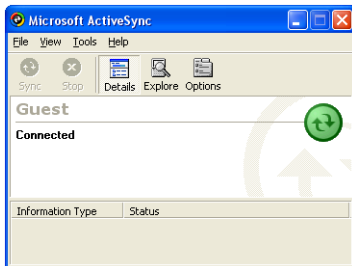 Microsoft ActiveSync
File View Tools Help
Sync Stop Details Explore Options
Guest
Connected
Information Type Status